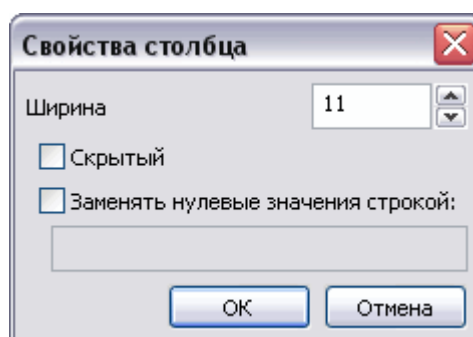 Свойства столбца
Ширина 11
Скрытый
Заменять нулевые значения строкой:
ОК Отмена